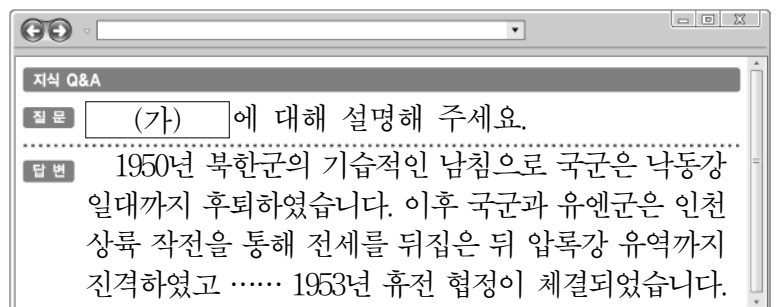 지식 Q&A
질문 (가) 에 대해 설명해 주세요.
답변 1950년 북한군의 기습적인 남침으로 국군은 낙동강
일대까지 후퇴하였습니다. 이후 국군과 유엔군은 인천
상륙 작전을 통해 전세를 뒤집은 뒤 압록강 유역까지
진격하였고 …… 1953년 휴전 협정이 체결되었습니다.